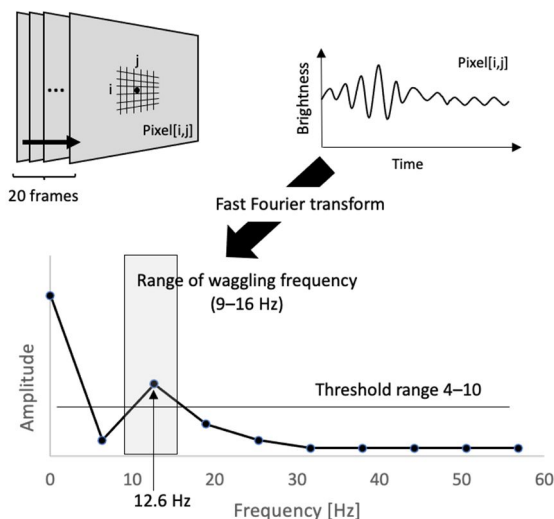 j
i
...
Pixel[i,j]
20 frames
Brightness
Pixel[i,j]
Time
Fast Fourier transform
Range of waggling frequency
(9–16 Hz)
Threshold range 4–10
Amplitude
0
10
20
30
40
50
60
12.6 Hz
Frequency [Hz]